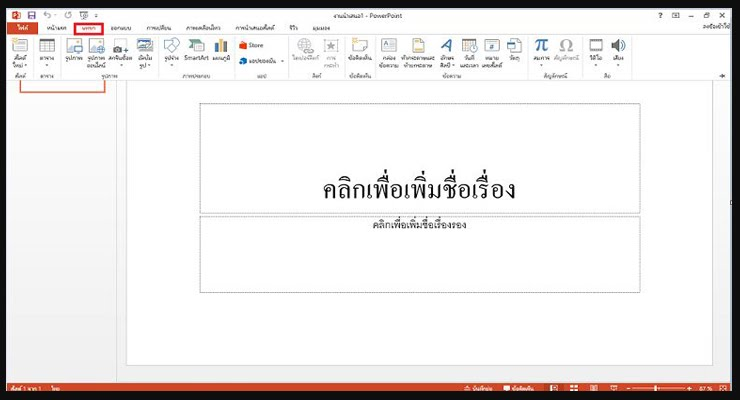 งานนำเสนอ1 - PowerPoint
ไฟล์ หน้าแรก แทรก ออกแบบ การเปลี่ยน ภาพเคลื่อนไหว การนำเสนอสไลด์ รีวิว มุมมอง ลงชื่อเข้าใช้
สไลด์ ตาราง รูปภาพ รูปภาพ สกรีนช็อต อัลบั้ม รูปร่าง SmartArt แผนภูมิ Store ไฮเปอร์ลิงก์ การ ข้อคิดเห็น กล่อง หัวกระดาษและ อักษร วันที่ หมายเลข วัตถุ สมการ สัญลักษณ์ วิดีโอ เสียง
ใหม่ ออนไลน์ รูป แอปของฉัน กระทำ ข้อความ ท้ายกระดาษ ศิลป์ และเวลา สไลด์
สไลด์ ตาราง รูปภาพ ภาพประกอบ แอป ลิงก์ ข้อคิดเห็น ข้อความ สัญลักษณ์ สื่อ
คลิกเพื่อเพิ่มชื่อเรื่อง
คลิกเพื่อเพิ่มชื่อเรื่องรอง
สไลด์ 1 จาก 1 ไทย บันทึกย่อ ข้อคิดเห็น 67 %